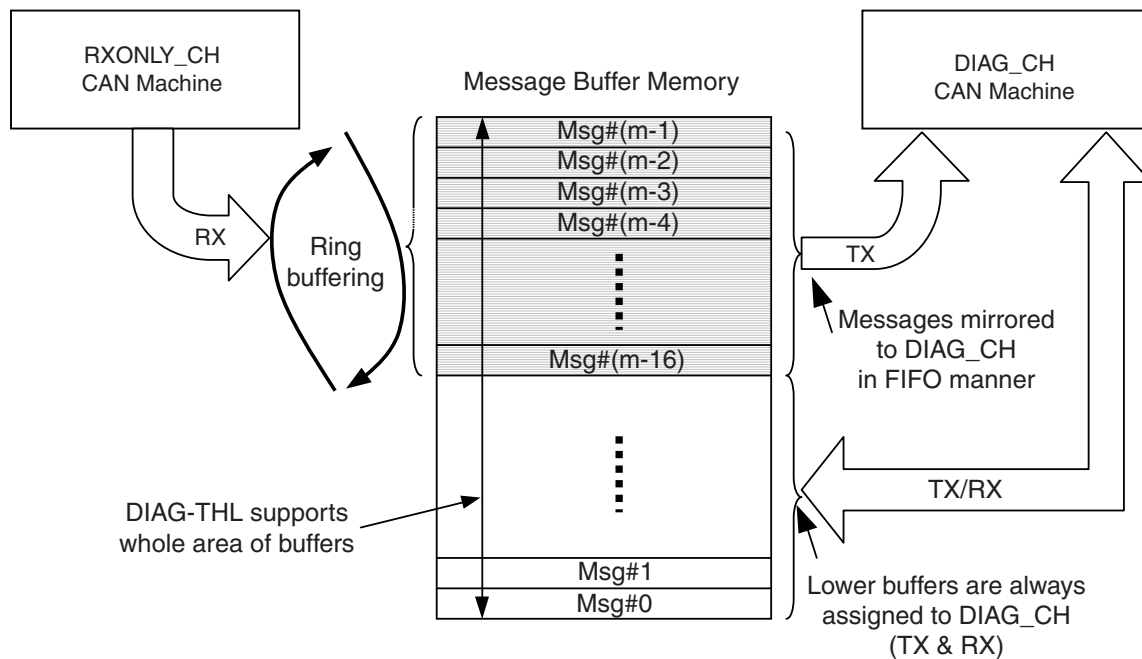 RXONLY_CH
CAN Machine
DIAG_CH
CAN Machine
Message Buffer Memory
Msg#(m-1)
Msg#(m-2)
Msg#(m-3)
Msg#(m-4)
Msg#(m-16)
Msg#1
Msg#0
RX
Ring
buffering
TX
Messages mirrored
to DIAG_CH
in FIFO manner
TX/RX
DIAG-THL supports
whole area of buffers
Lower buffers are always
assigned to DIAG_CH
(TX & RX)